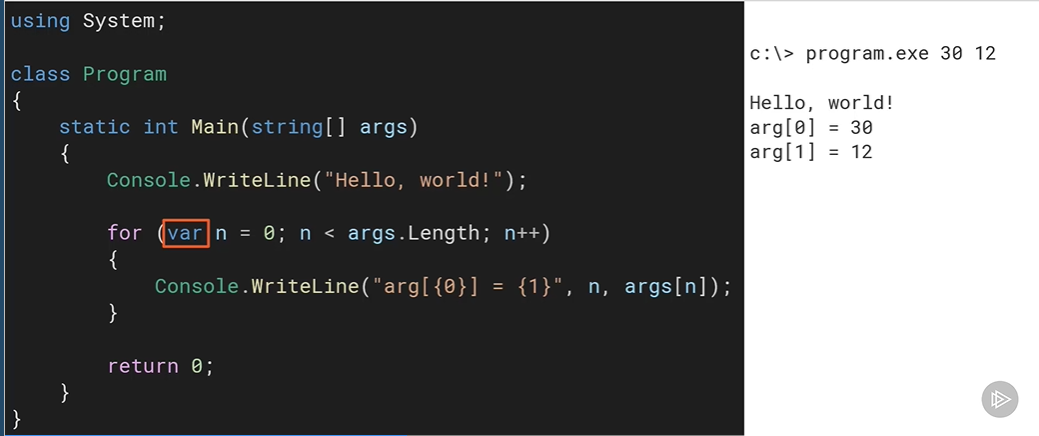 using System;
class Program
{
static int Main(string[] args)
{
Console.WriteLine("Hello, world!");
for (var n = 0; n < args.Length; n++)
{
Console.WriteLine("arg[{0}] = {1}", n, args[n]);
}
return 0;
}
}
c:\> program.exe 30 12
Hello, world!
arg[0] = 30
arg[1] = 12